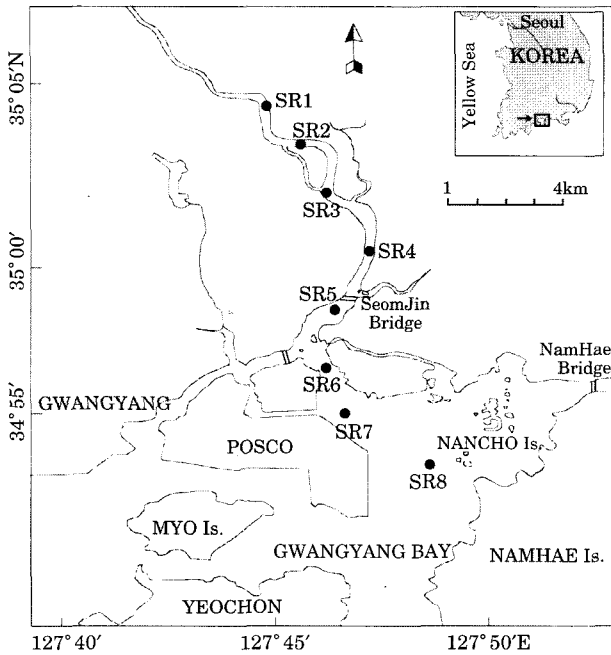 35° 05'N
Seoul
KOREA
Yellow Sea
SR1
SR2
SR3
1 4km
SR4
35° 00'
SR5
SeomJin
Bridge
NamHae
Bridge
SR6
34° 55'
GWANGYANG
SR7
POSCO
NANCHO Is.
SR8
MYO Is.
GWANGYANG BAY
NAMHAE Is.
YEOCHON
127° 40' 127° 45' 127° 50'E